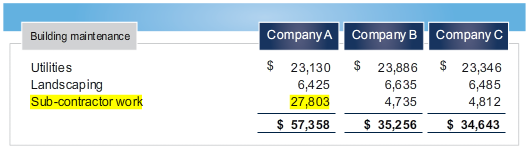 Building maintenance Company A Company B Company C
Utilities $ 23,130 $ 23,886 $ 23,346
Landscaping 6,425 6,635 6,485
Sub-contractor work 27,803 4,735 4,812
$ 57,358 $ 35,256 $ 34,643